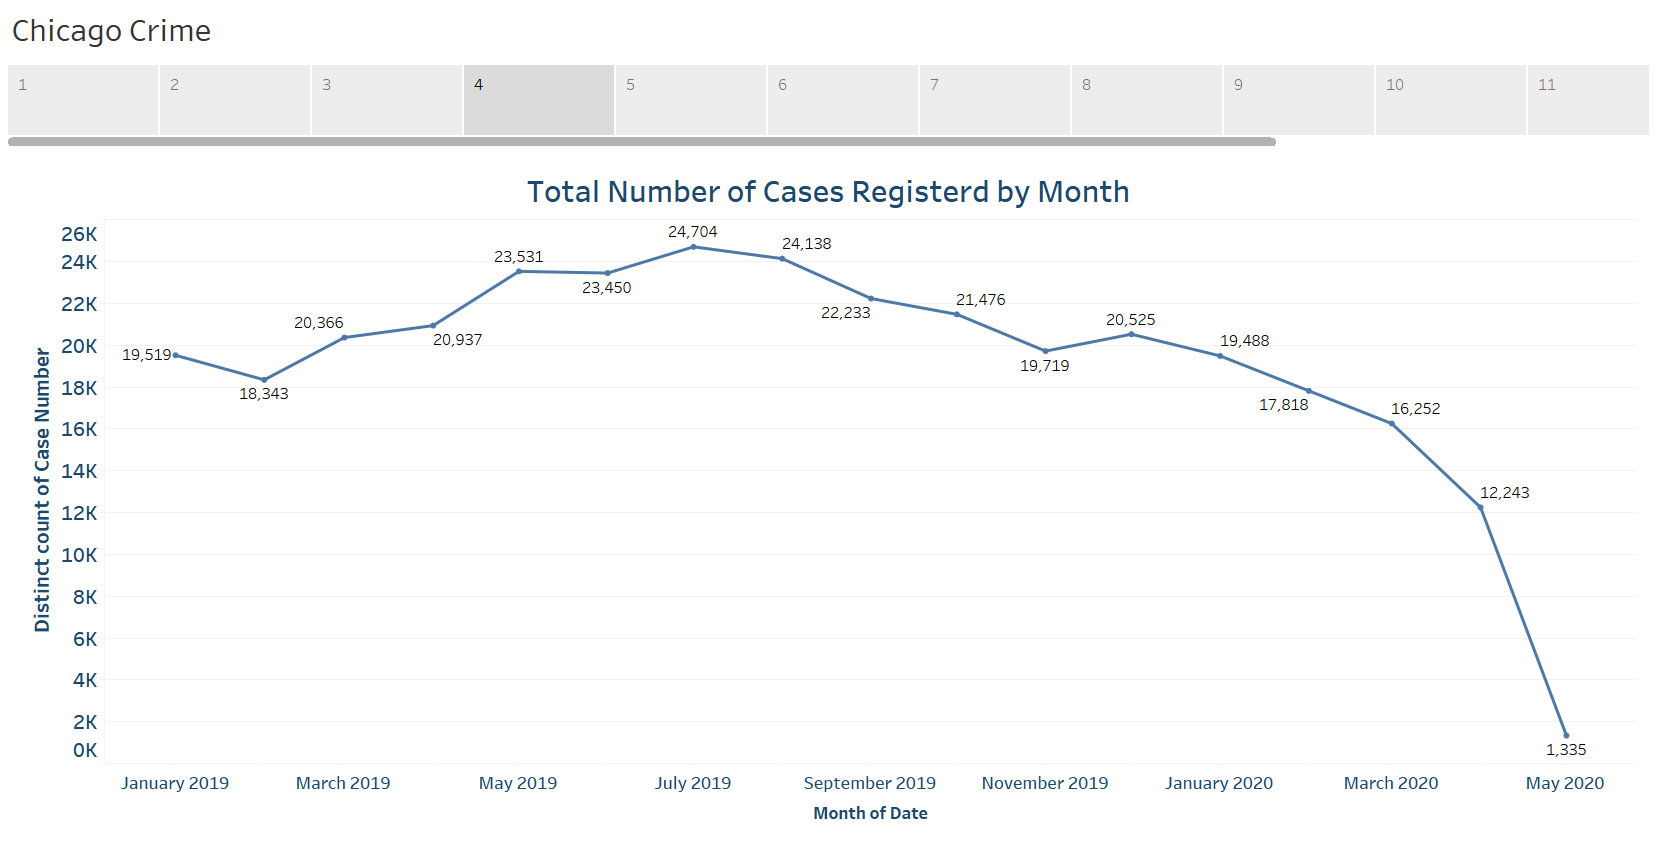 Chicago Crime
1 2 3 4 5 6 7 8 9 10 11
Total Number of Cases Registerd by Month
Distinct count of Case Number
26K
24K
22K
20K
18K
16K
14K
12K
10K
8K
6K
4K
2K
0K
19,519
18,343
20,366
20,937
23,531
23,450
24,704
24,138
22,233
21,476
19,719
20,525
19,488
17,818
16,252
12,243
1,335
January 2019 March 2019 May 2019 July 2019 September 2019 November 2019 January 2020 March 2020 May 2020
Month of Date